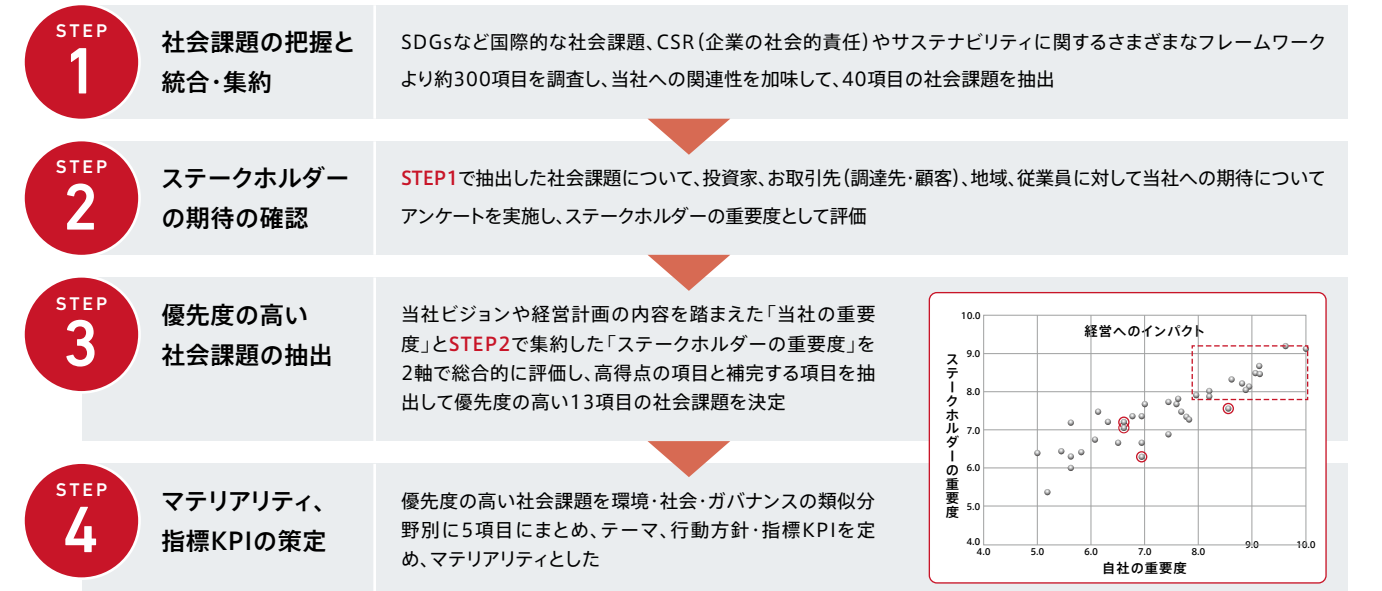 STEP
1
社会課題の把握と
統合・集約
SDGsなど国際的な社会課題、CSR（企業の社会的責任）やサステナビリティに関するさまざまなフレームワーク
より約300項目を調査し、当社への関連性を加味して、40項目の社会課題を抽出
STEP
2
ステークホルダー
の期待の確認
STEP1で抽出した社会課題について、投資家、お取引先（調達先・顧客）、地域、従業員に対して当社への期待について
アンケートを実施し、ステークホルダーの重要度として評価
STEP
3
優先度の高い
社会課題の抽出
当社ビジョンや経営計画の内容を踏まえた「当社の重要
度」とSTEP2で集約した「ステークホルダーの重要度」を
2軸で総合的に評価し、高得点の項目と補完する項目を抽
出して優先度の高い13項目の社会課題を決定
STEP
4
マテリアリティ、
指標KPIの策定
優先度の高い社会課題を環境・社会・ガバナンスの類似分
野別に5項目にまとめ、テーマ、行動方針・指標KPIを定
め、マテリアリティとした
経営へのインパクト
ステークホルダーの重要度
10.0
9.0
8.0
7.0
6.0
5.0
4.0
4.0 5.0 6.0 7.0 8.0 9.0 10.0
自社の重要度